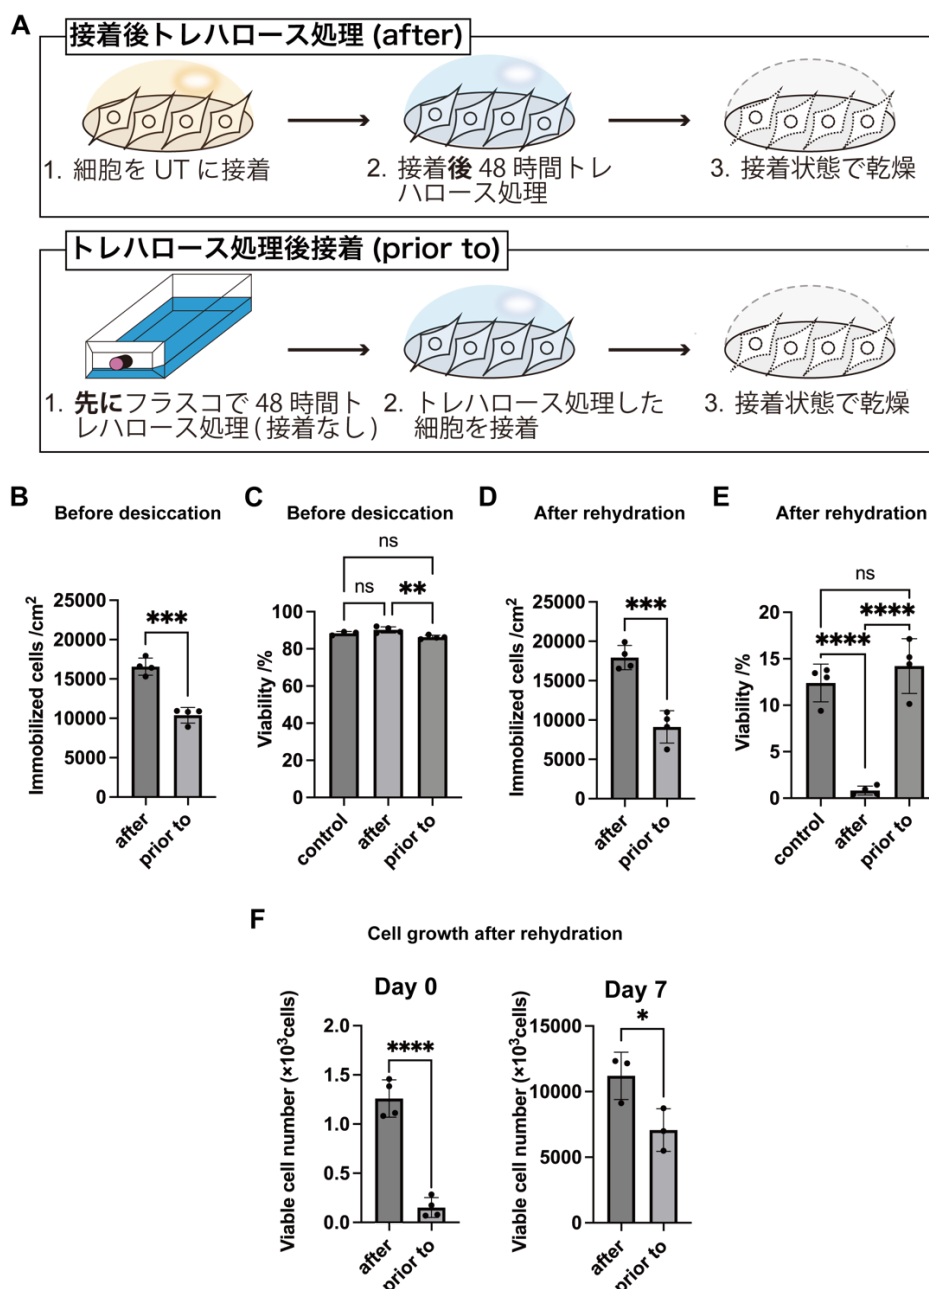 A
接着後トレハロース処理 (after)
1. 細胞を UT に接着
2. 接着後 48 時間トレ
ハロース処理
3. 接着状態で乾燥
トレハロース処理後接着 (prior to)
1. 先にフラスコで 48 時間ト
レハロース処理 ( 接着なし )
2. トレハロース処理した
細胞を接着
3. 接着状態で乾燥
B
Before desiccation
Immobilized cells /cm2
25000
20000
15000
10000
5000
0
***
after
prior to
C
Before desiccation
Viability /%
100
80
60
40
20
0
ns
ns
**
control
after
prior to
D
After rehydration
Immobilized cells /cm2
25000
20000
15000
10000
5000
0
***
after
prior to
E
After rehydration
Viability /%
20
15
10
5
0
ns
****
****
control
after
prior to
F
Cell growth after rehydration
Day 0
Viable cell number (×10³cells)
2.0
1.5
1.0
0.5
0.0
****
after
prior to
Day 7
Viable cell number (×10³cells)
15000
10000
5000
0
*
after
prior to